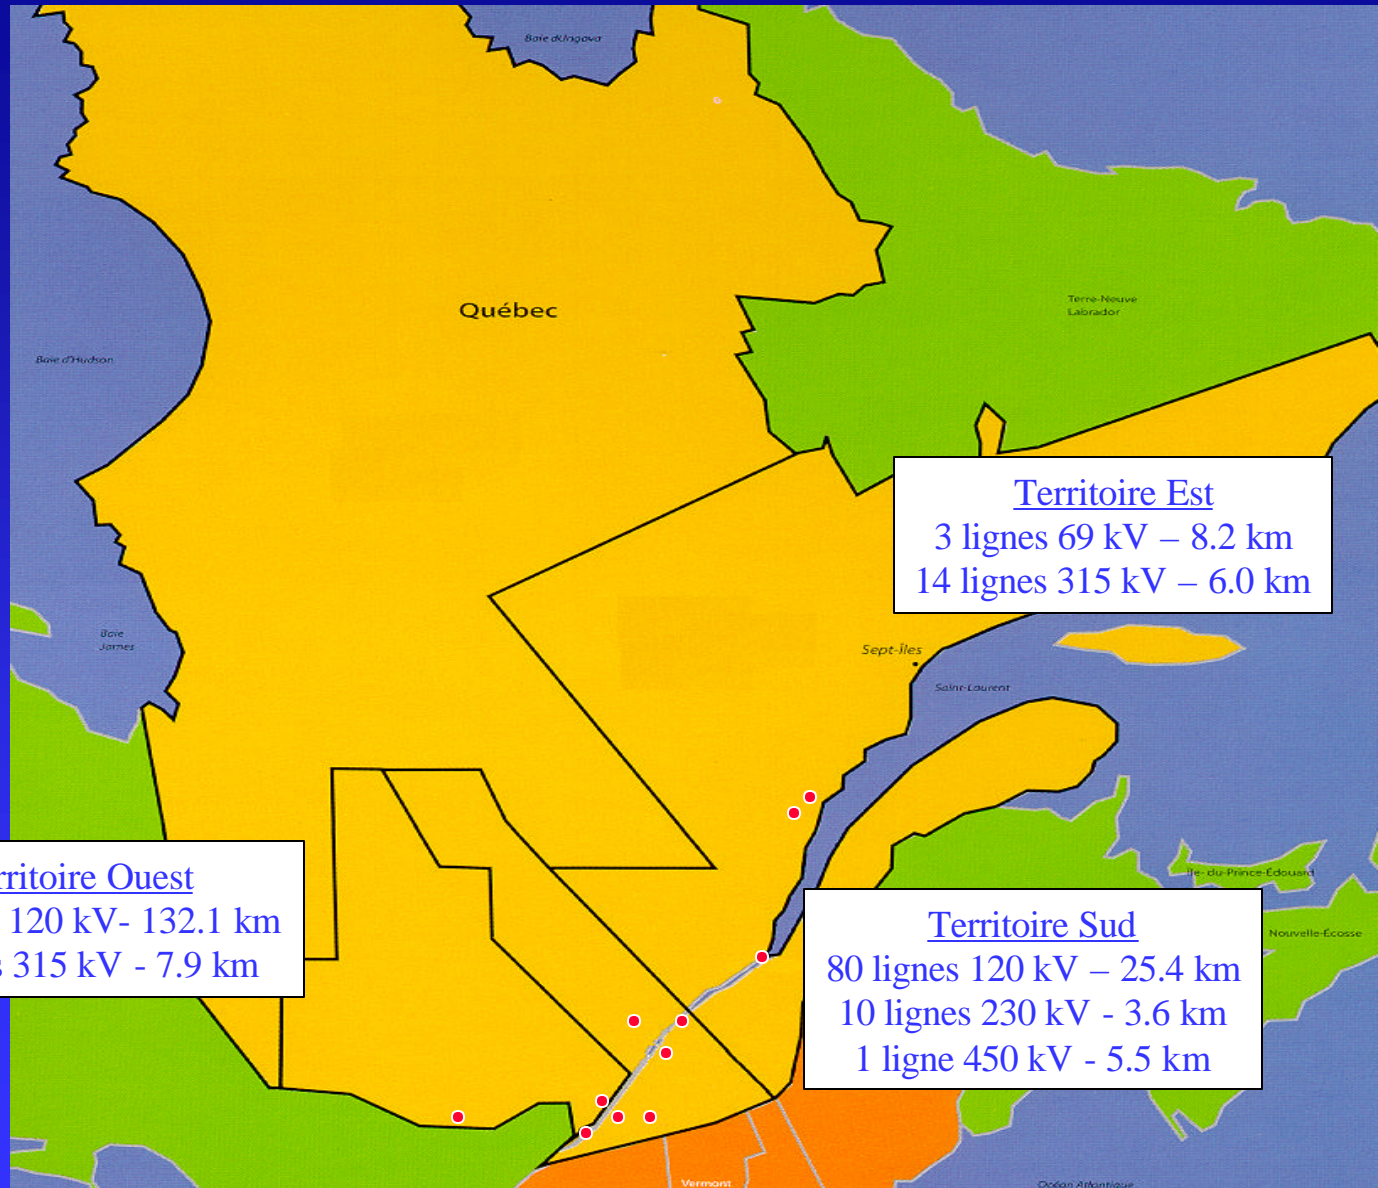 Baie d'Ungava
Québec
Terre-Neuve
Labrador
Baie d'Hudson
Territoire Est
3 lignes 69 kV – 8.2 km
14 lignes 315 kV – 6.0 km
Baie
James
Sept-Îles
Saint-Laurent
rritoire Ouest
120 kV- 132.1 km
s 315 kV - 7.9 km
Île-du-Prince-Édouard
Territoire Sud
80 lignes 120 kV – 25.4 km
10 lignes 230 kV - 3.6 km
1 ligne 450 kV - 5.5 km
Nouvelle-Écosse
Vermont
Océan Atlantique